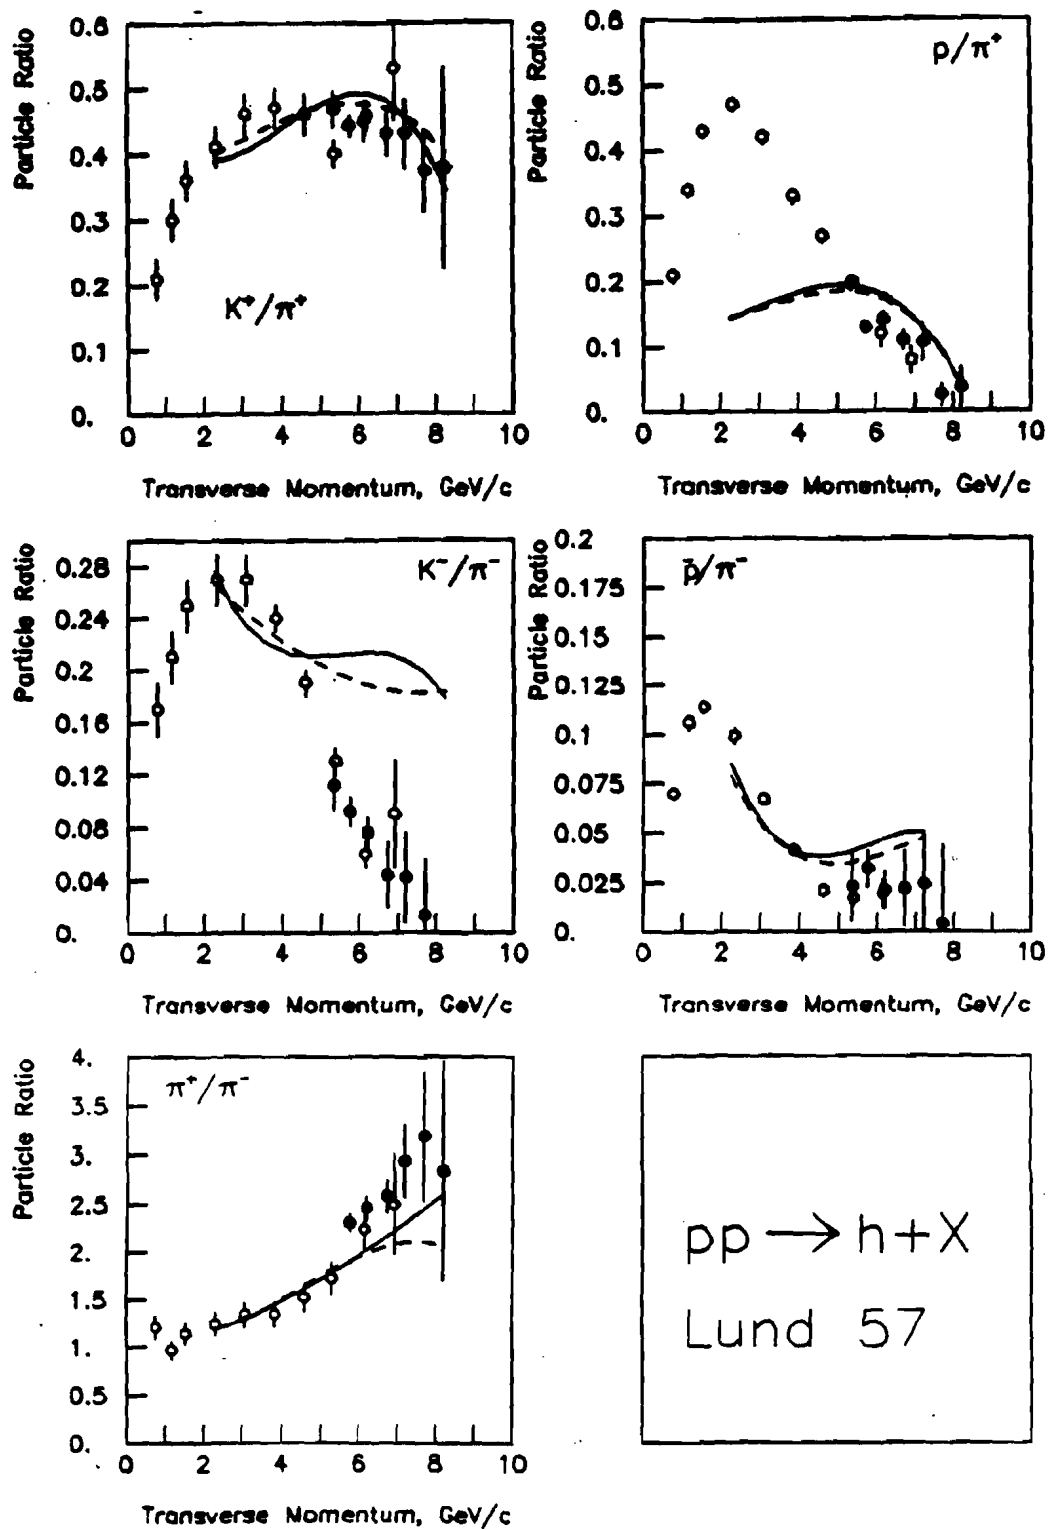 Particle Ratio
0.6
0.5
0.4
0.3
0.2
0.1
0.
K⁺/π⁺
0 2 4 6 8 10
Transverse Momentum, GeV/c
Particle Ratio
0.6
0.5
0.4
0.3
0.2
0.1
0.
p/π⁺
0 2 4 6 8 10
Transverse Momentum, GeV/c
Particle Ratio
0.28
0.24
0.2
0.16
0.12
0.08
0.04
0.
K⁻/π⁻
0 2 4 6 8 10
Transverse Momentum, GeV/c
Particle Ratio
0.2
0.175
0.15
0.125
0.1
0.075
0.05
0.025
0.
p̄/π⁻
0 2 4 6 8 10
Transverse Momentum, GeV/c
Particle Ratio
4.
3.5
3.
2.5
2.
1.5
1.
0.5
0.
π⁺/π⁻
0 2 4 6 8 10
Transverse Momentum, GeV/c
pp → h+X
Lund 57